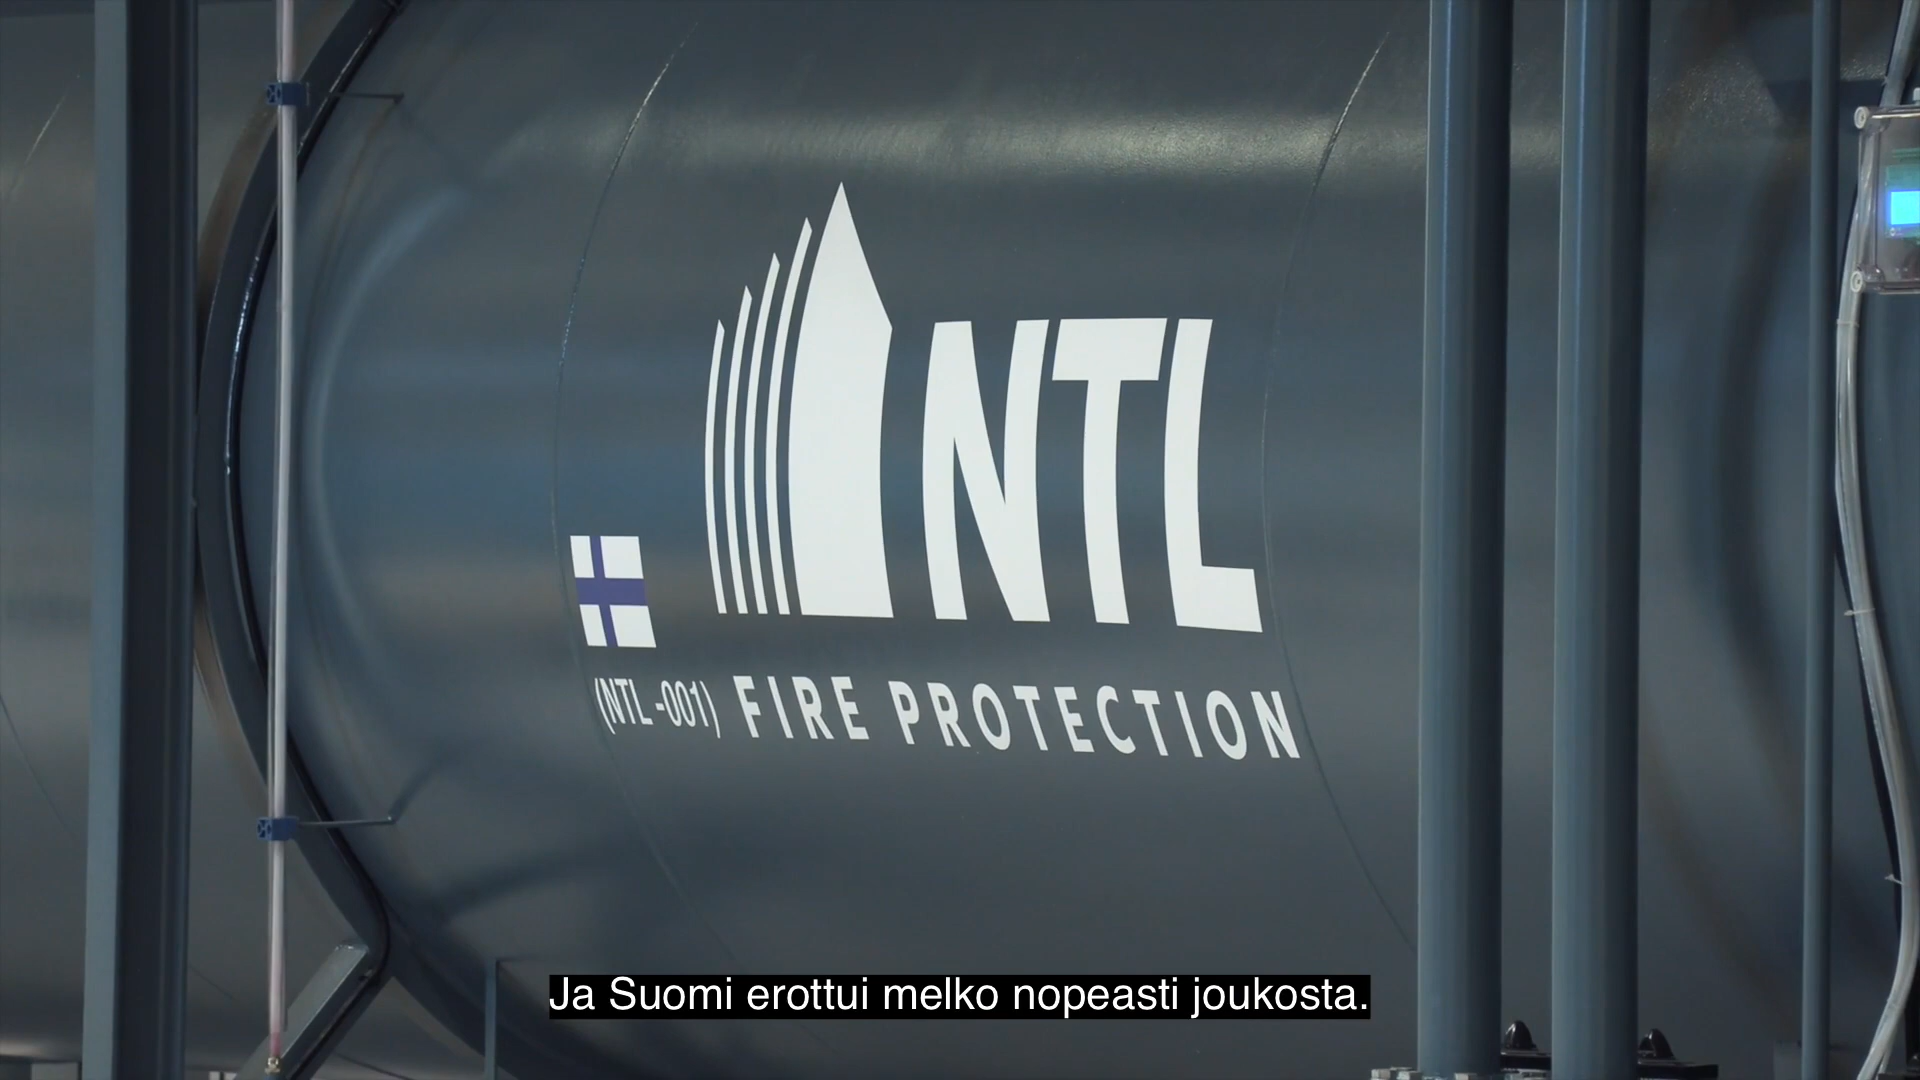 NTL
(NTL-001) FIRE PROTECTION
Ja Suomi erottui melko nopeasti joukosta.